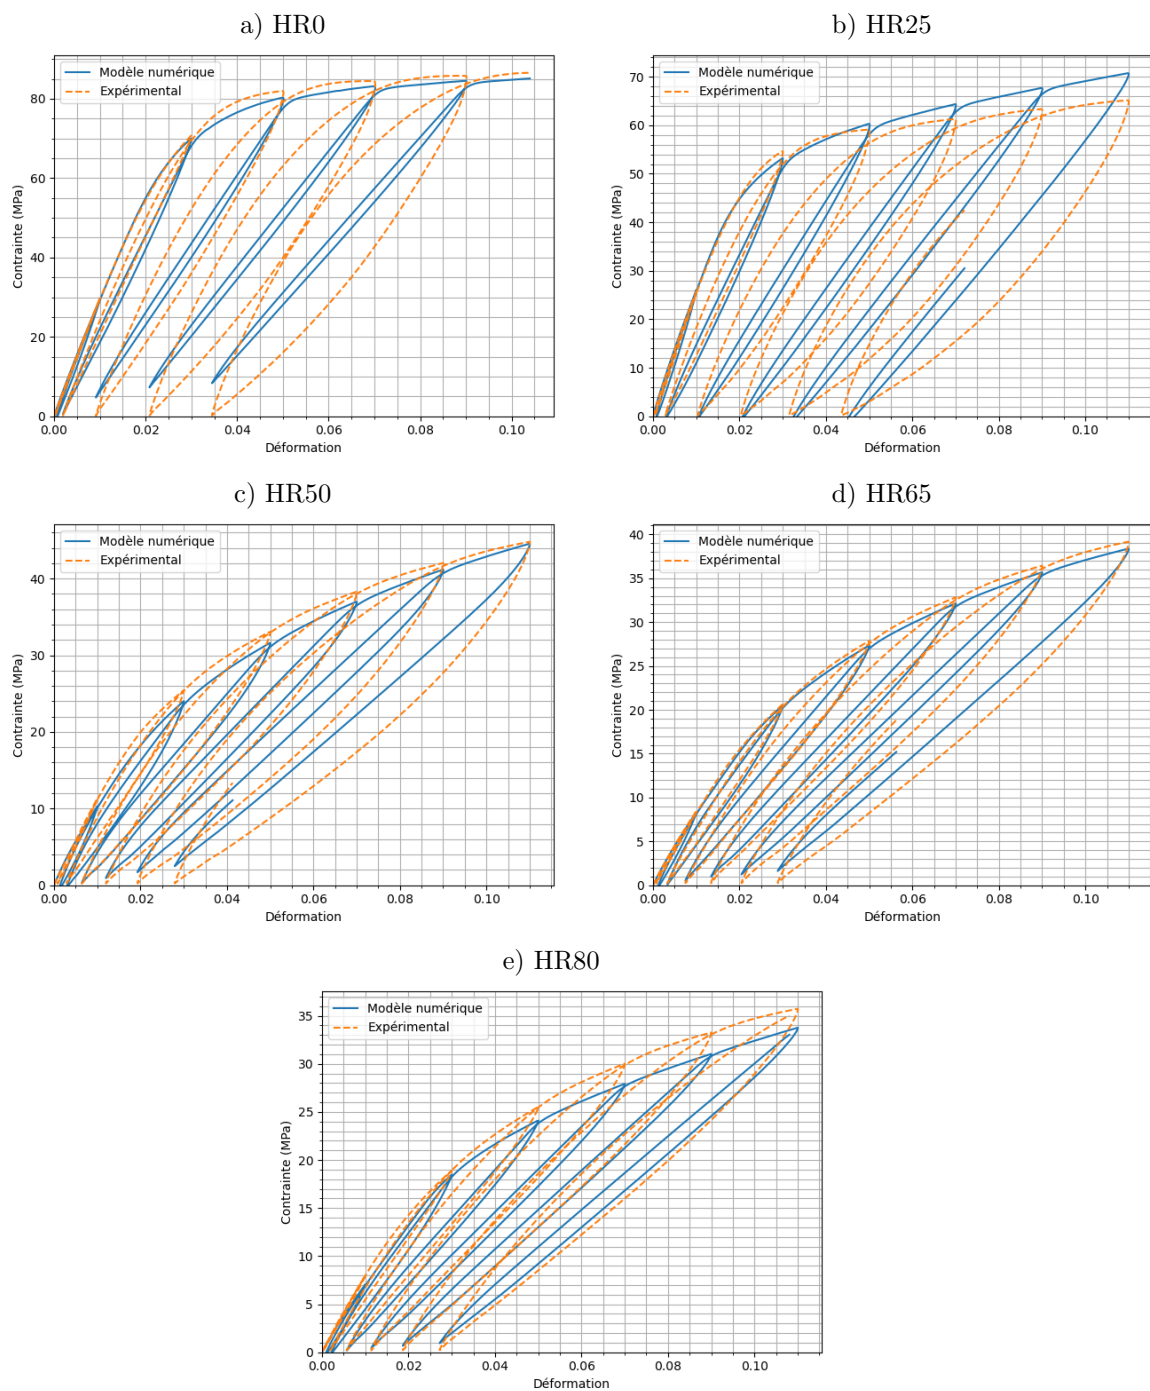 a) HR0
Modèle numérique
Expérimental
Contrainte (MPa)
80
60
40
20
0
0.00 0.02 0.04 0.06 0.08 0.10
Déformation
b) HR25
Modèle numérique
Expérimental
Contrainte (MPa)
70
60
50
40
30
20
10
0
0.00 0.02 0.04 0.06 0.08 0.10
Déformation
c) HR50
Modèle numérique
Expérimental
Contrainte (MPa)
40
30
20
10
0
0.00 0.02 0.04 0.06 0.08 0.10
Déformation
d) HR65
Modèle numérique
Expérimental
Contrainte (MPa)
40
35
30
25
20
15
10
5
0
0.00 0.02 0.04 0.06 0.08 0.10
Déformation
e) HR80
Modèle numérique
Expérimental
Contrainte (MPa)
35
30
25
20
15
10
5
0
0.00 0.02 0.04 0.06 0.08 0.10
Déformation